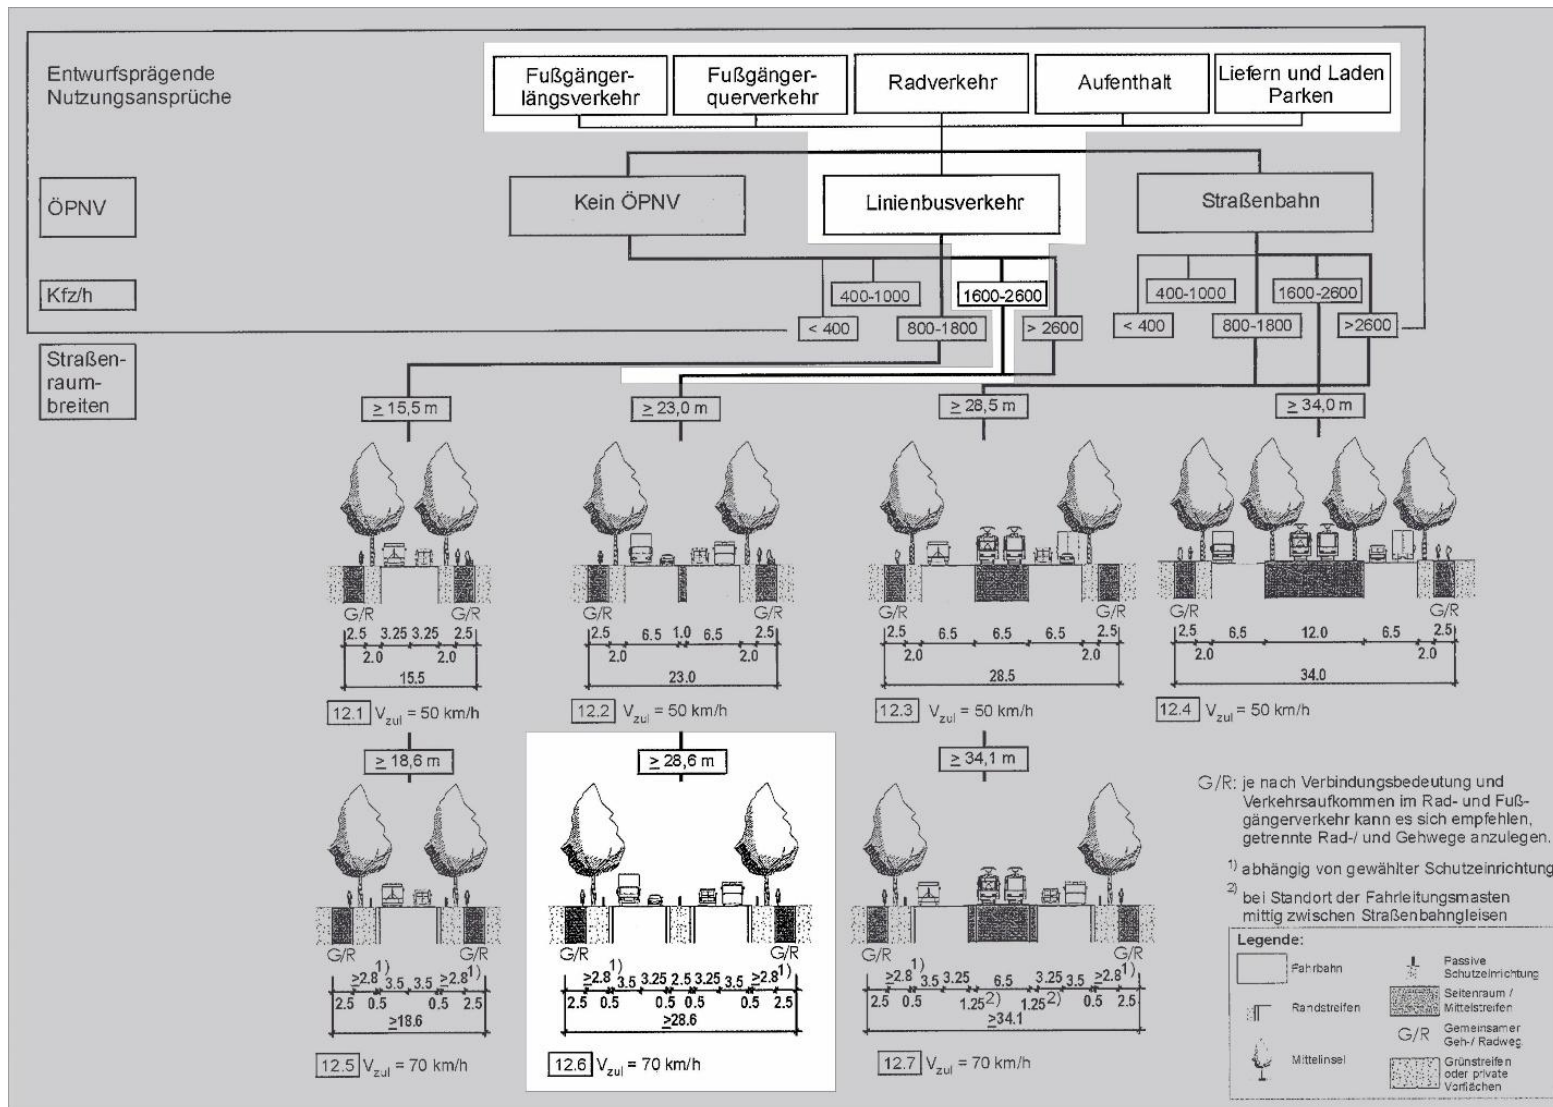 Entwurfsprägende
Nutzungsansprüche
Fußgänger-
längsverkehr
Fußgänger-
querverkehr
Radverkehr
Aufenthalt
Liefern und Laden
Parken
ÖPNV
Kein ÖPNV
Linienbusverkehr
Straßenbahn
Kfz/h
400-1000
1600-2600
400-1000
1600-2600
< 400
800-1800
> 2600
< 400
800-1800
>2600
Straßen-
raum-
breiten
≥ 15,5 m
≥ 23,0 m
≥ 28,5 m
≥ 34,0 m
G/R G/R
2.5 3.25 3.25 2.5
2.0 2.0
15.5
12.1 Vzul = 50 km/h
G/R G/R
2.5 6.5 1.0 6.5 2.5
2.0 2.0
23.0
12.2 Vzul = 50 km/h
G/R G/R
2.5 6.5 6.5 6.5 2.5
2.0 2.0
28.5
12.3 Vzul = 50 km/h
G/R G/R
2.5 6.5 12.0 6.5 2.5
2.0 2.0
34.0
12.4 Vzul = 50 km/h
≥ 18,6 m
≥ 28,6 m
≥ 34,1 m
G/R G/R
≥2.8 1) 3.5 3.5 ≥2.8 1)
2.5 0.5 0.5 2.5
≥18.6
12.5 Vzul = 70 km/h
G/R G/R
≥2.8 1) 3.5 3.25 2.5 3.25 3.5 ≥2.8 1)
2.5 0.5 0.5 0.5 0.5 2.5
≥28.6
12.6 Vzul = 70 km/h
G/R G/R
≥2.8 1) 3.5 3.25 6.5 3.25 3.5 ≥2.8 1)
2.5 0.5 1.25 2) 1.25 2) 0.5 2.5
≥34.1
12.7 Vzul = 70 km/h
G/R: je nach Verbindungsbedeutung und
Verkehrsaufkommen im Rad- und Fuß-
gängerverkehr kann es sich empfehlen,
getrennte Rad-/ und Gehwege anzulegen.
1) abhängig von gewählter Schutzeinrichtung
2) bei Standort der Fahrleitungsmasten
mittig zwischen Straßenbahngleisen
Legende:
Fahrbahn
Randstreifen
Mittelinsel
Passive
Schutzeinrichtung
Seitenraum /
Mittelstreifen
G/R Gemeinsamer
Geh-/ Radweg
Grünstreifen
oder private
Vorflächen